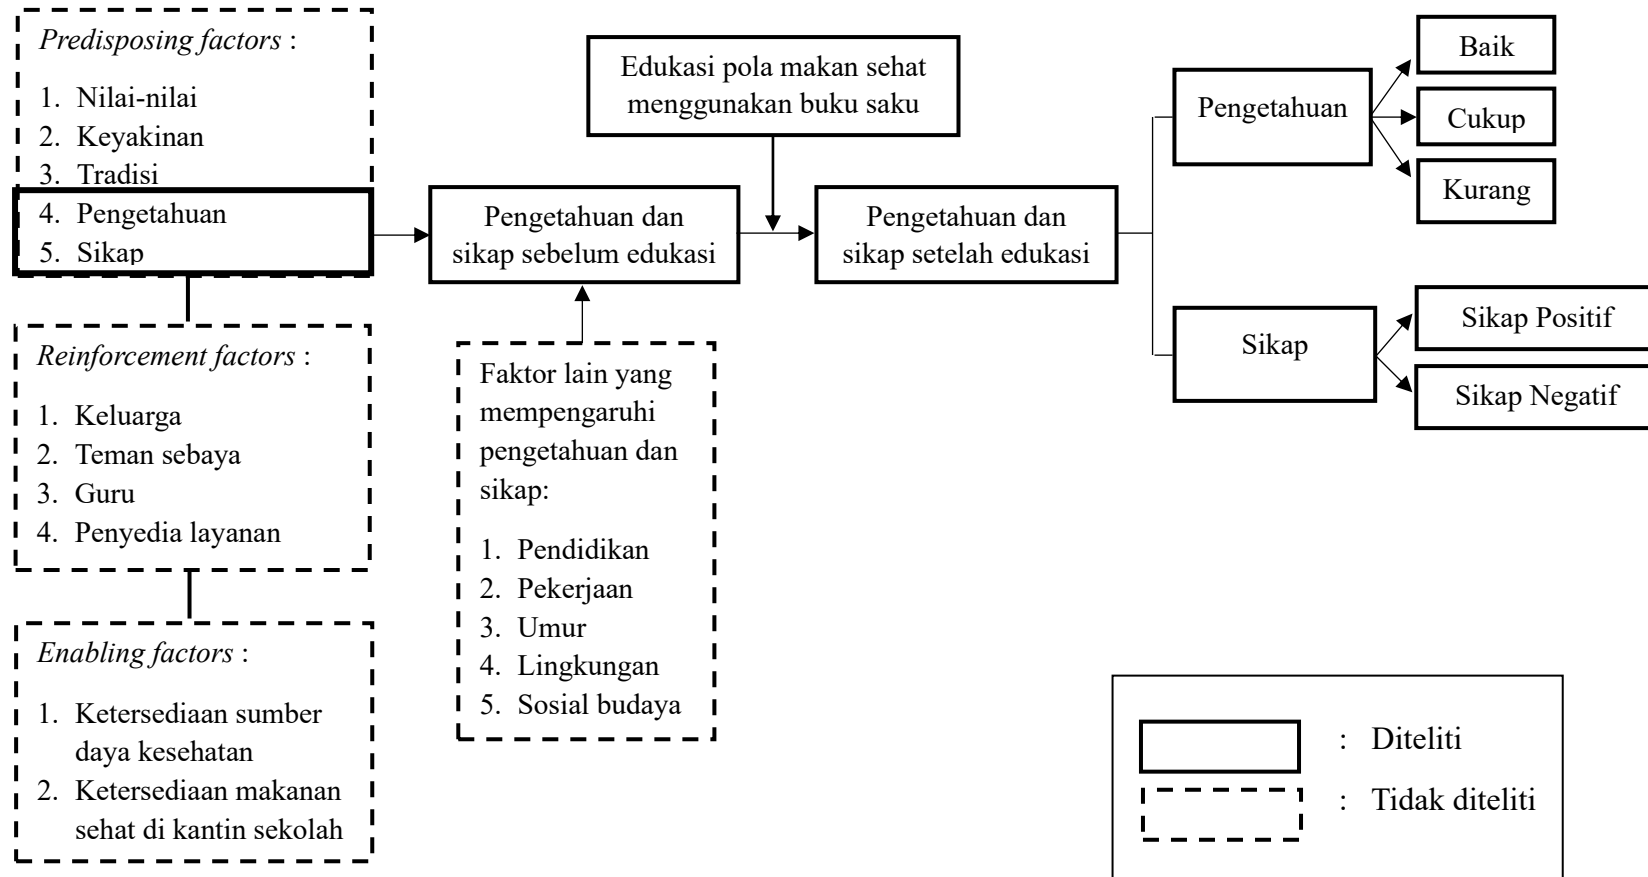 Predisposing factors :
1. Nilai-nilai
2. Keyakinan
3. Tradisi
4. Pengetahuan
5. Sikap
Reinforcement factors :
1. Keluarga
2. Teman sebaya
3. Guru
4. Penyedia layanan
Enabling factors :
1. Ketersediaan sumber
daya kesehatan
2. Ketersediaan makanan
sehat di kantin sekolah
Pengetahuan dan
sikap sebelum edukasi
Faktor lain yang
mempengaruhi
pengetahuan dan
sikap:
1. Pendidikan
2. Pekerjaan
3. Umur
4. Lingkungan
5. Sosial budaya
Edukasi pola makan sehat
menggunakan buku saku
Pengetahuan dan
sikap setelah edukasi
Pengetahuan
Baik
Cukup
Kurang
Sikap
Sikap Positif
Sikap Negatif
: Diteliti
: Tidak diteliti